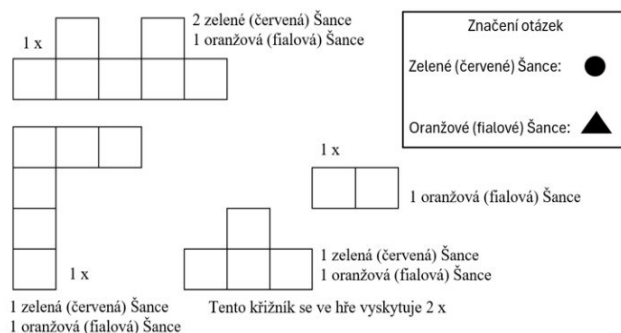 1 x
2 zelené (červená) Šance
1 oranžová (fialová) Šance
Značení otázek
Zelené (červené) Šance:
Oranžové (fialové) Šance:
1 x
1 oranžová (fialová) Šance
1 x
1 zelená (červená) Šance
1 oranžová (fialová) Šance
1 zelená (červená) Šance
1 oranžová (fialová) Šance
Tento křižník se ve hře vyskytuje 2 x